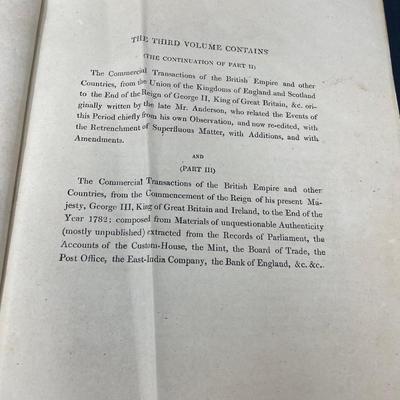 THE THIRD VOLUME CONTAINS
(THE CONTINUATION OF PART II)
The Commercial Transactions of the British Empire and other
Countries, from the Union of the Kingdoms of England and Scotland
to the End of the Reign of George II, King of Great Britain, &c. ori-
ginally written by the late Mr. Anderson, who related the Events of
this Period chiefly from his own Observation, and now re-edited, with
the Retrenchment of Superfluous Matter, with Additions, and with
Amendments.
AND
(PART III)
The Commercial Transactions of the British Empire and other
Countries, from the Commencement of the Reign of his present Ma-
jesty, George III, King of Great Britain and Ireland, to the End of the
Year 1782: composed from Materials of unquestionable Authenticity
(mostly unpublished) extracted from the Records of Parliament, the
Accounts of the Custom-House, the Mint, the Board of Trade, the
Post Office, the East-India Company, the Bank of England, &c. &c.